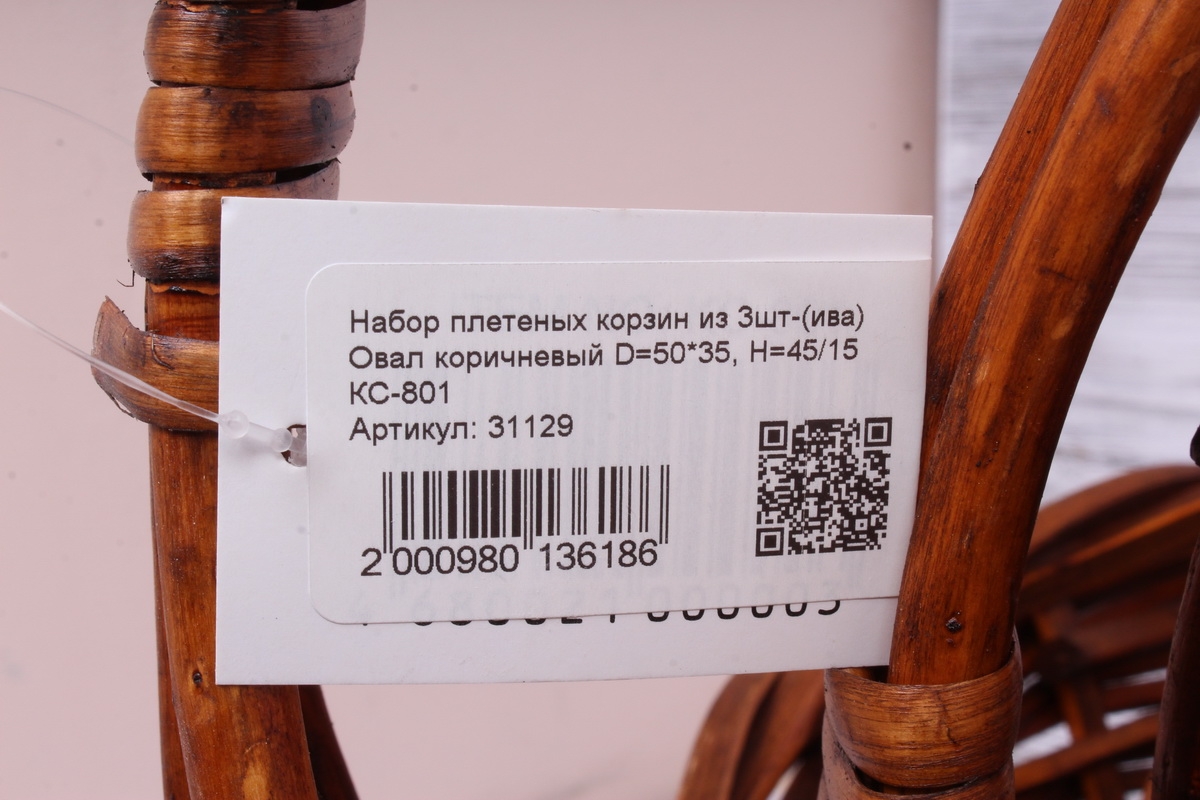 Набор плетеных корзин из 3шт-(ива)
Овал коричневый D=50*35, H=45/15
КС-801
Артикул: 31129
2 000980 136186